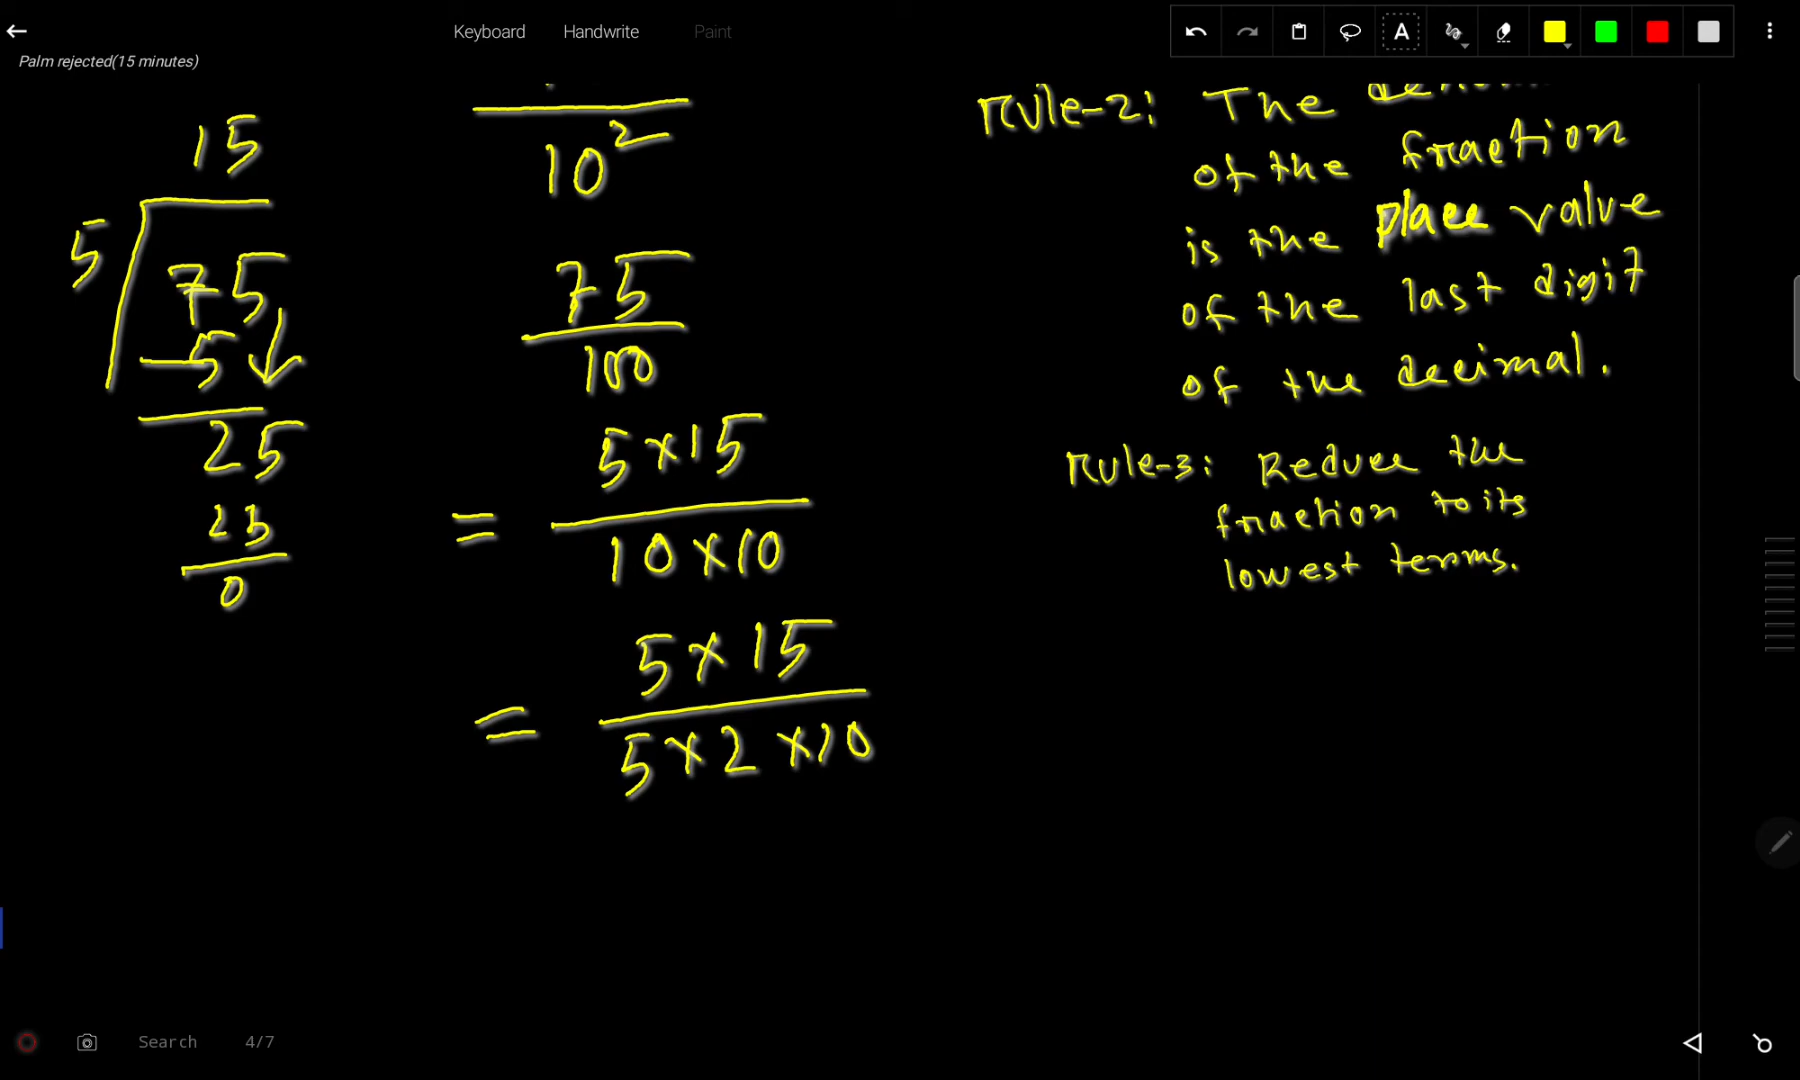 Keyboard Handwrite Paint
Palm rejected(15 minutes)
15
5
75
-5
25
25
0
10²
75
100
= 5×15
10×10
= 5×15
5×2×10
Rule-2: The
of the fraction
is the place value
of the last digit
of the decimal.
Rule-3: Reduce the
fraction to its
lowest terms.
A
Search 4/7